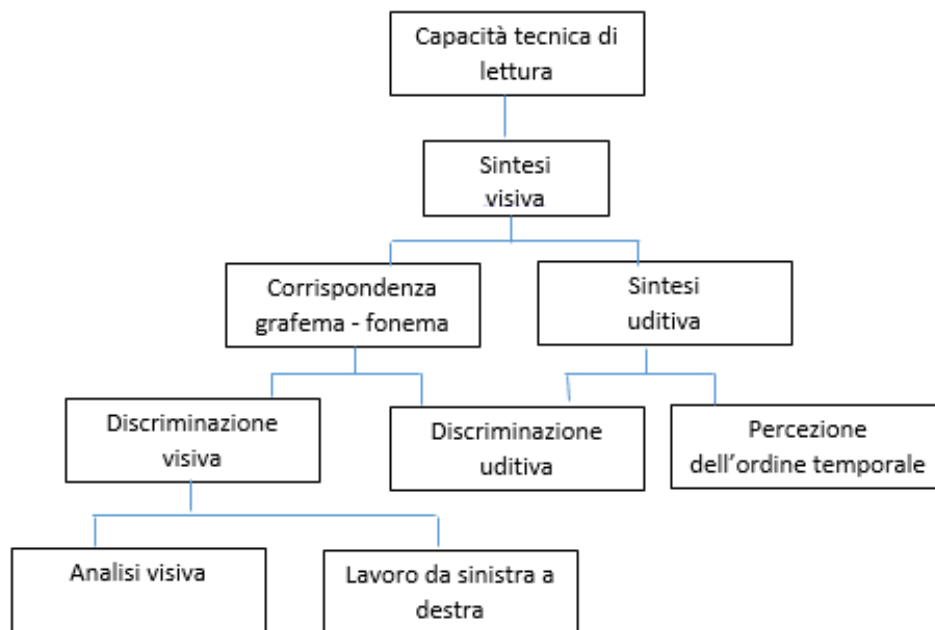 Capacità tecnica di
lettura
Sintesi
visiva
Corrispondenza
grafema - fonema
Sintesi
uditiva
Discriminazione
visiva
Discriminazione
uditiva
Percezione
dell'ordine temporale
Analisi visiva
Lavoro da sinistra a
destra